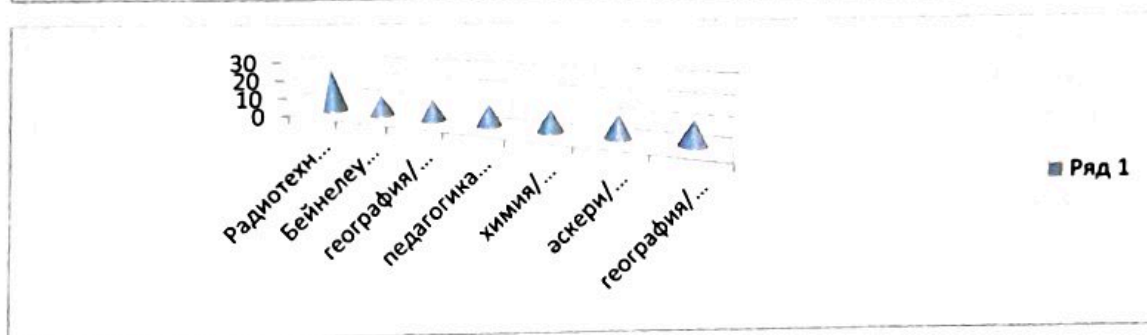 30
20
10
0
Радиотехн...
Бейнелеу...
география/...
педагогика...
химия/...
әскери/...
география/...
Ряд 1